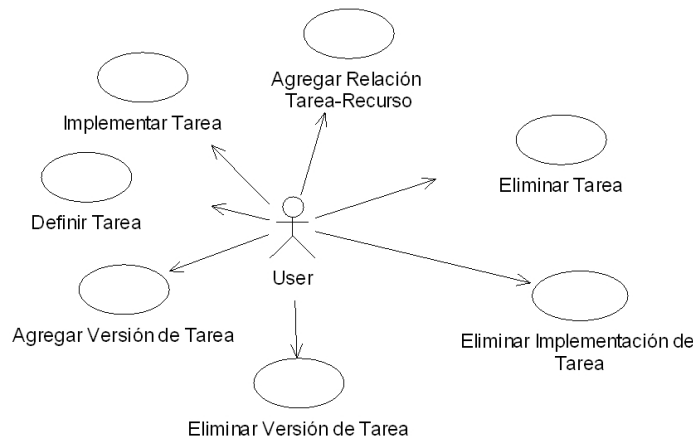 Agregar Relación
Tarea-Recurso
Implementar Tarea
Eliminar Tarea
Definir Tarea
User
Agregar Versión de Tarea
Eliminar Implementación de
Tarea
Eliminar Versión de Tarea